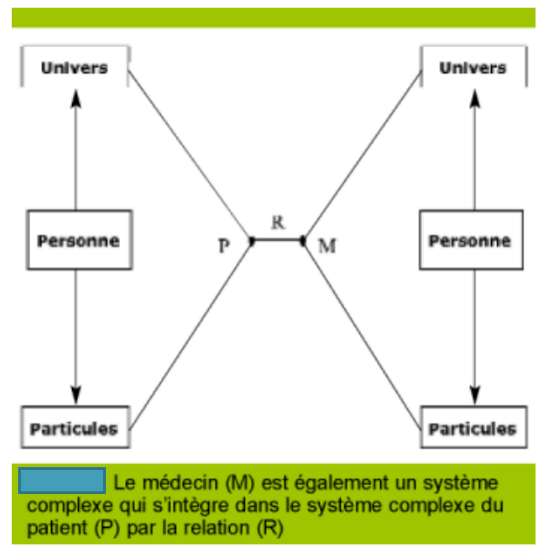 Univers Univers
R
Personne P M Personne
Particules Particules
Le médecin (M) est également un système
complexe qui s'intègre dans le système complexe du
patient (P) par la relation (R)